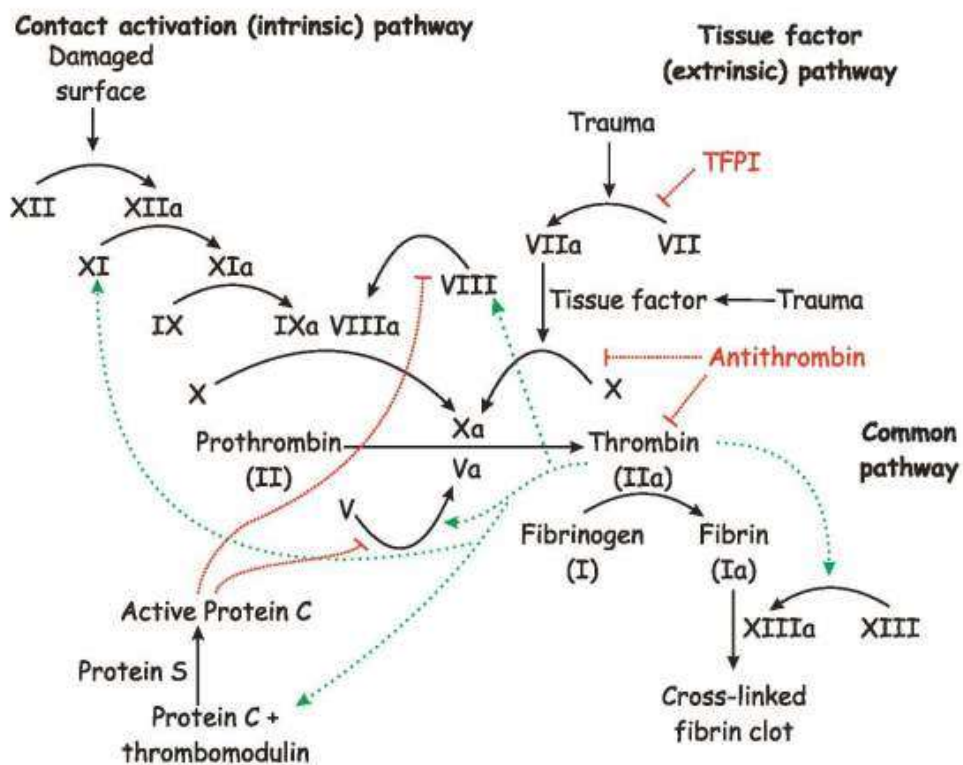 Contact activation (intrinsic) pathway
Damaged
surface
Tissue factor
(extrinsic) pathway
Trauma
TFPI
XII
XIIa
VIIa
VII
XI
XIa
VIII
IX
IXa
VIIIa
Tissue factor
Trauma
X
X
Antithrombin
Xa
Prothrombin
(II)
Va
Thrombin
(IIa)
Common
pathway
V
Fibrinogen
(I)
Fibrin
(Ia)
Active Protein C
XIIIa
XIII
Protein S
Protein C +
thrombomodulin
Cross-linked
fibrin clot